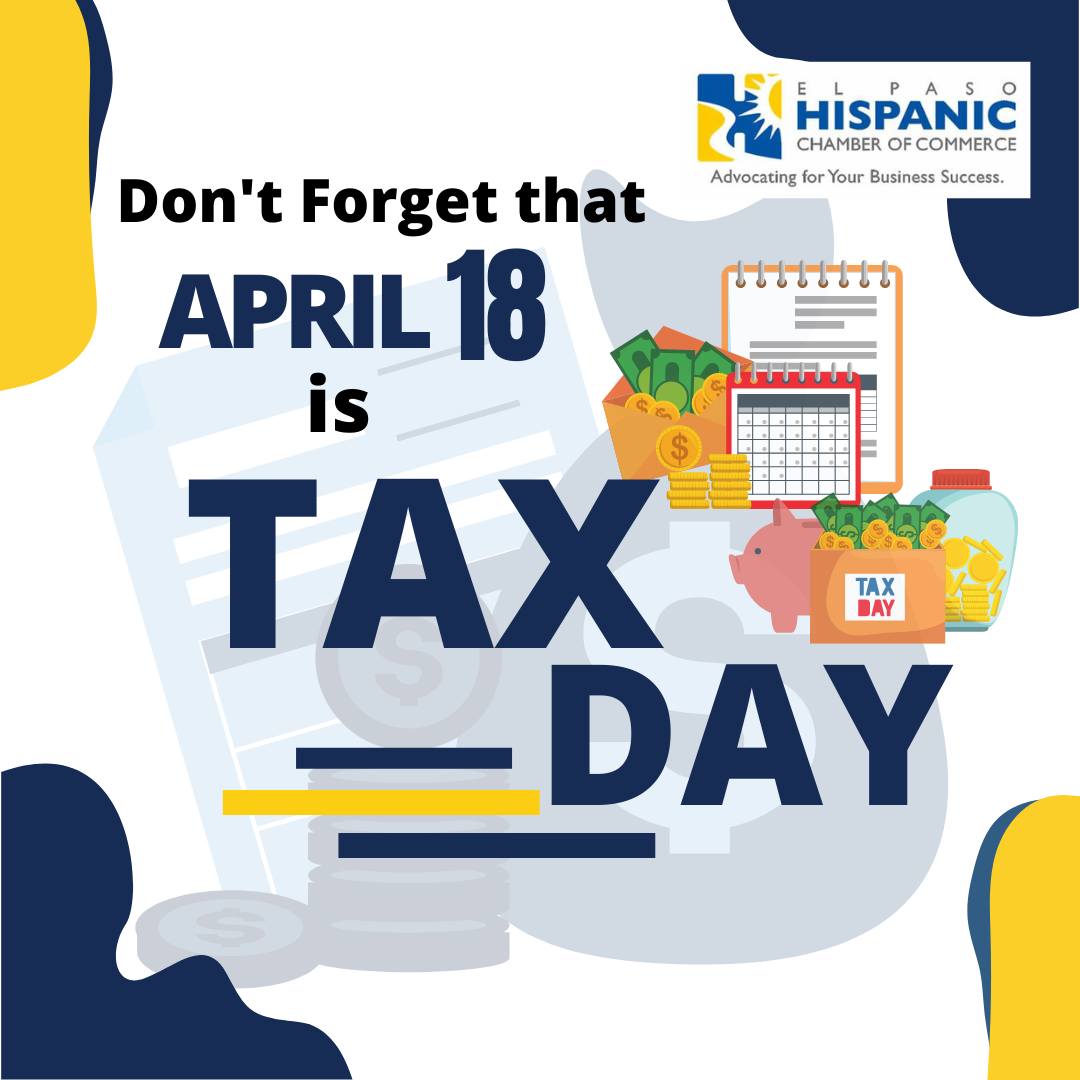 EL PASO
HISPANIC
CHAMBER OF COMMERCE
Advocating for Your Business Success.
Don't Forget that
APRIL 18
is
TAX
DAY
TAX
DAY